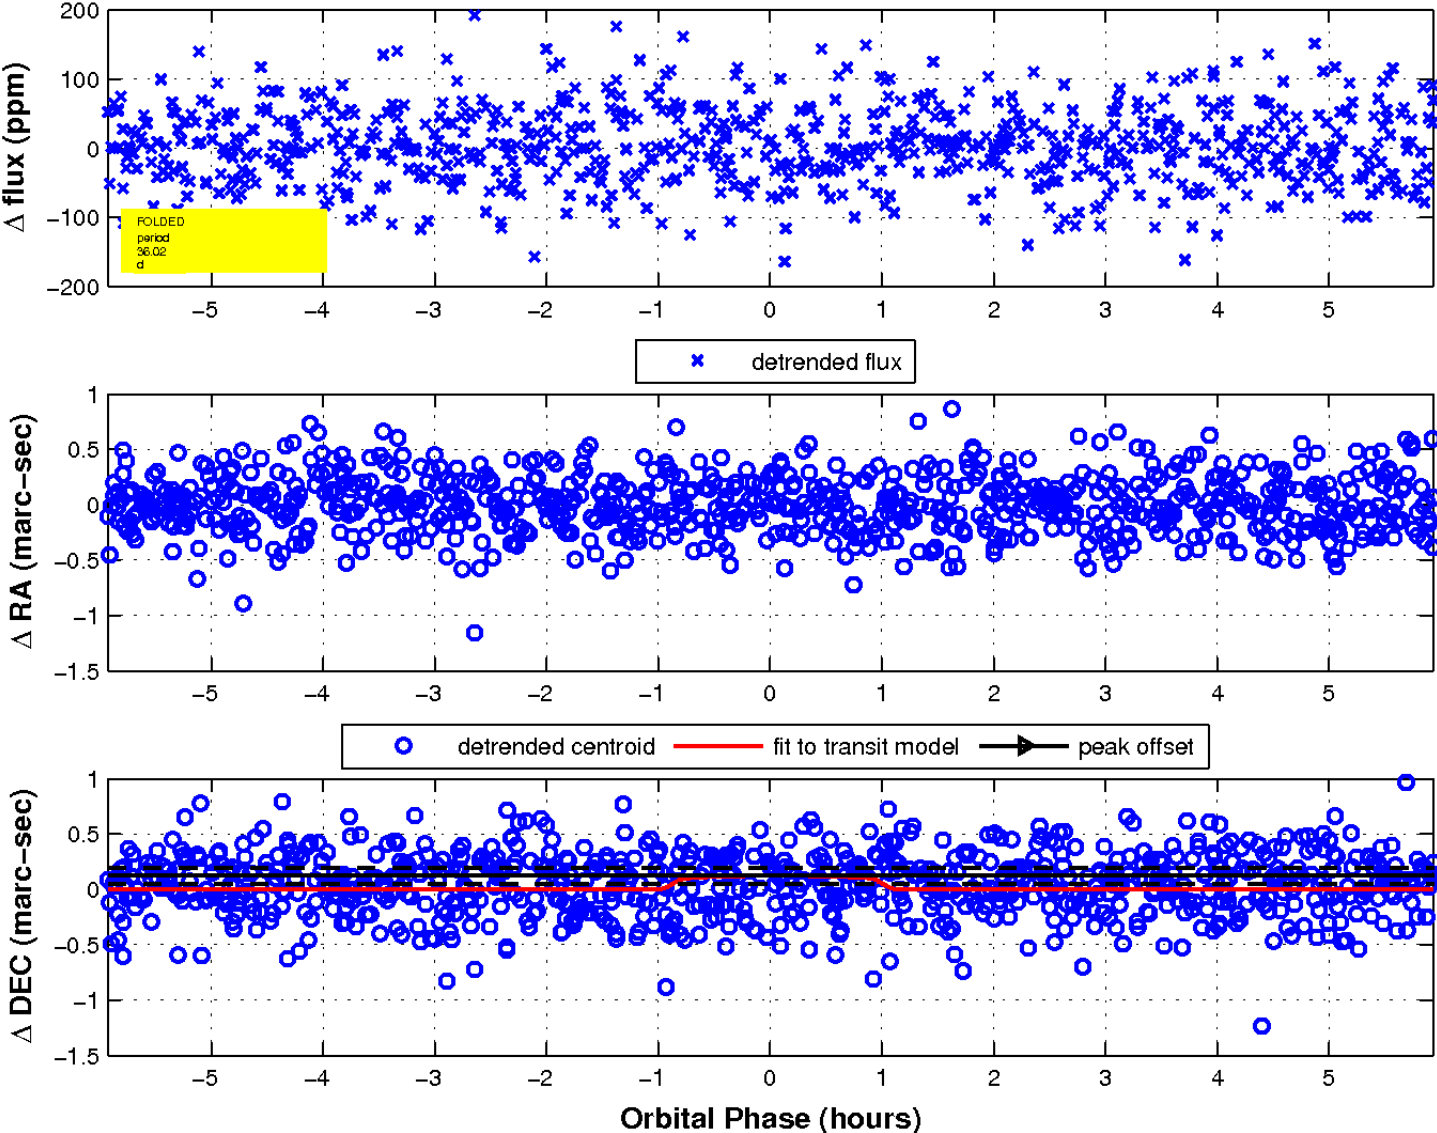 200
100
0
−100
−200
Δ flux (ppm)
FOLDED
period
36.02
d
−5 −4 −3 −2 −1 0 1 2 3 4 5
detrended flux
1
0.5
0
−0.5
−1
−1.5
Δ RA (marc−sec)
−5 −4 −3 −2 −1 0 1 2 3 4 5
detrended centroid fit to transit model peak offset
1
0.5
0
−0.5
−1
−1.5
Δ DEC (marc−sec)
−5 −4 −3 −2 −1 0 1 2 3 4 5
Orbital Phase (hours)